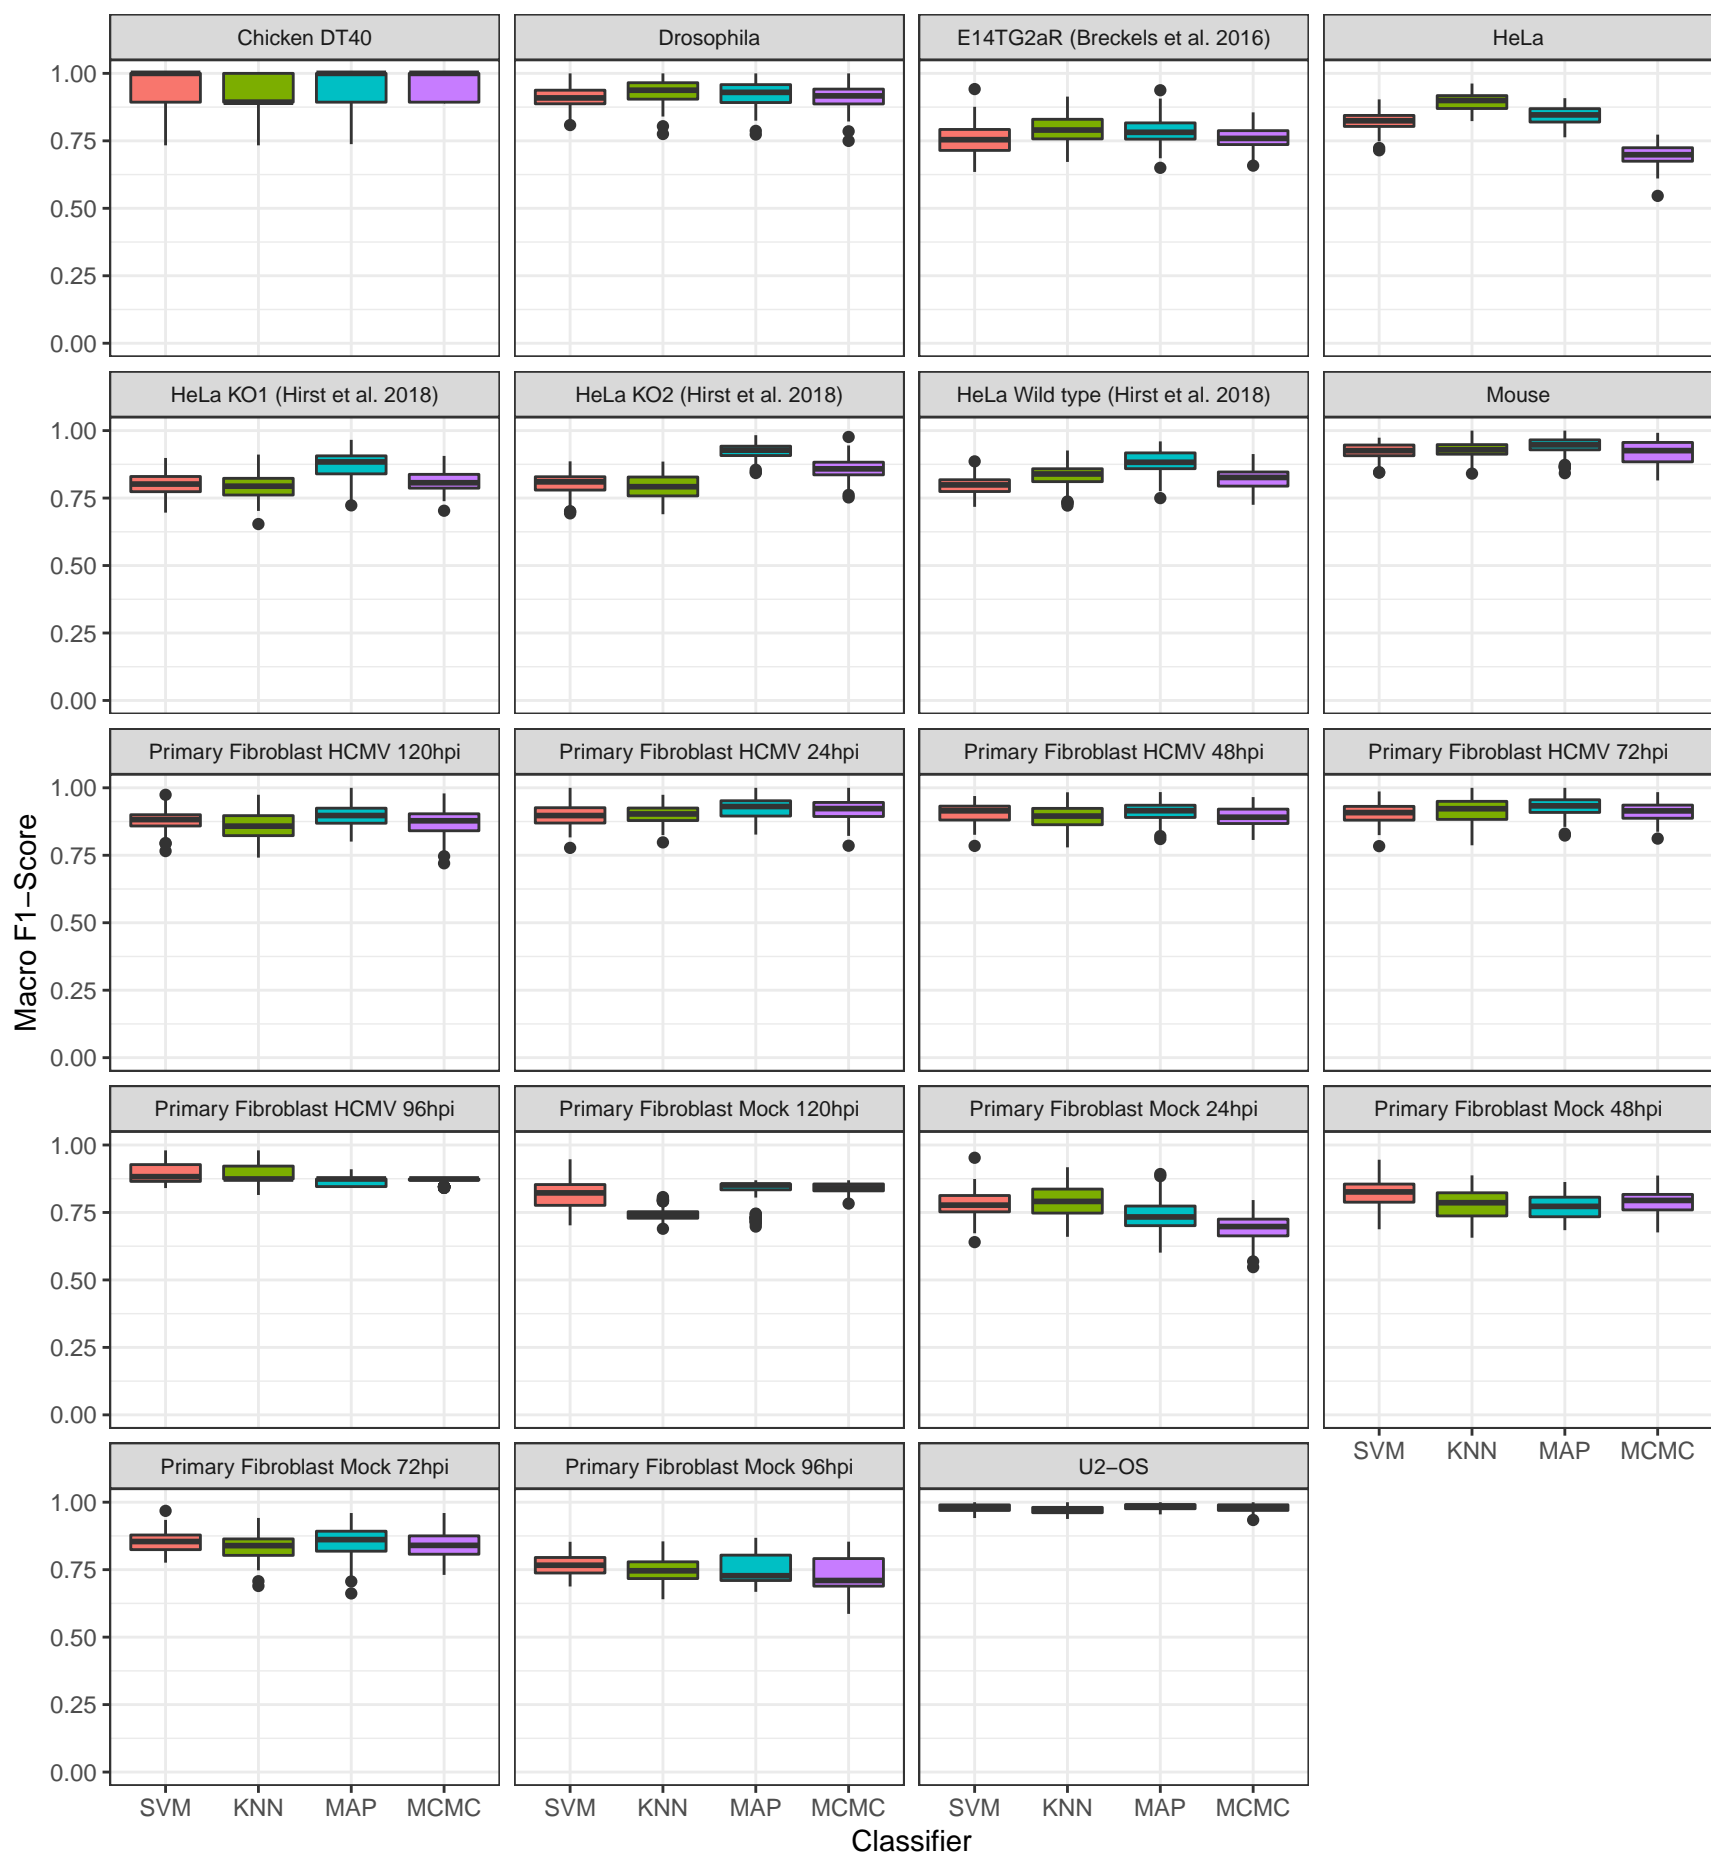 Chicken DT40
Drosophila
E14TG2aR (Breckels et al. 2016)
HeLa
1.00
0.75
0.50
0.25
0.00
HeLa KO1 (Hirst et al. 2018)
HeLa KO2 (Hirst et al. 2018)
HeLa Wild type (Hirst et al. 2018)
Mouse
1.00
0.75
0.50
0.25
0.00
Primary Fibroblast HCMV 120hpi
Primary Fibroblast HCMV 24hpi
Primary Fibroblast HCMV 48hpi
Primary Fibroblast HCMV 72hpi
1.00
0.75
0.50
0.25
0.00
Macro F1−Score
Primary Fibroblast HCMV 96hpi
Primary Fibroblast Mock 120hpi
Primary Fibroblast Mock 24hpi
Primary Fibroblast Mock 48hpi
1.00
0.75
0.50
0.25
0.00
SVM KNN MAP MCMC
Primary Fibroblast Mock 72hpi
Primary Fibroblast Mock 96hpi
U2−OS
1.00
0.75
0.50
0.25
0.00
SVM KNN MAP MCMC
SVM KNN MAP MCMC
SVM KNN MAP MCMC
Classifier